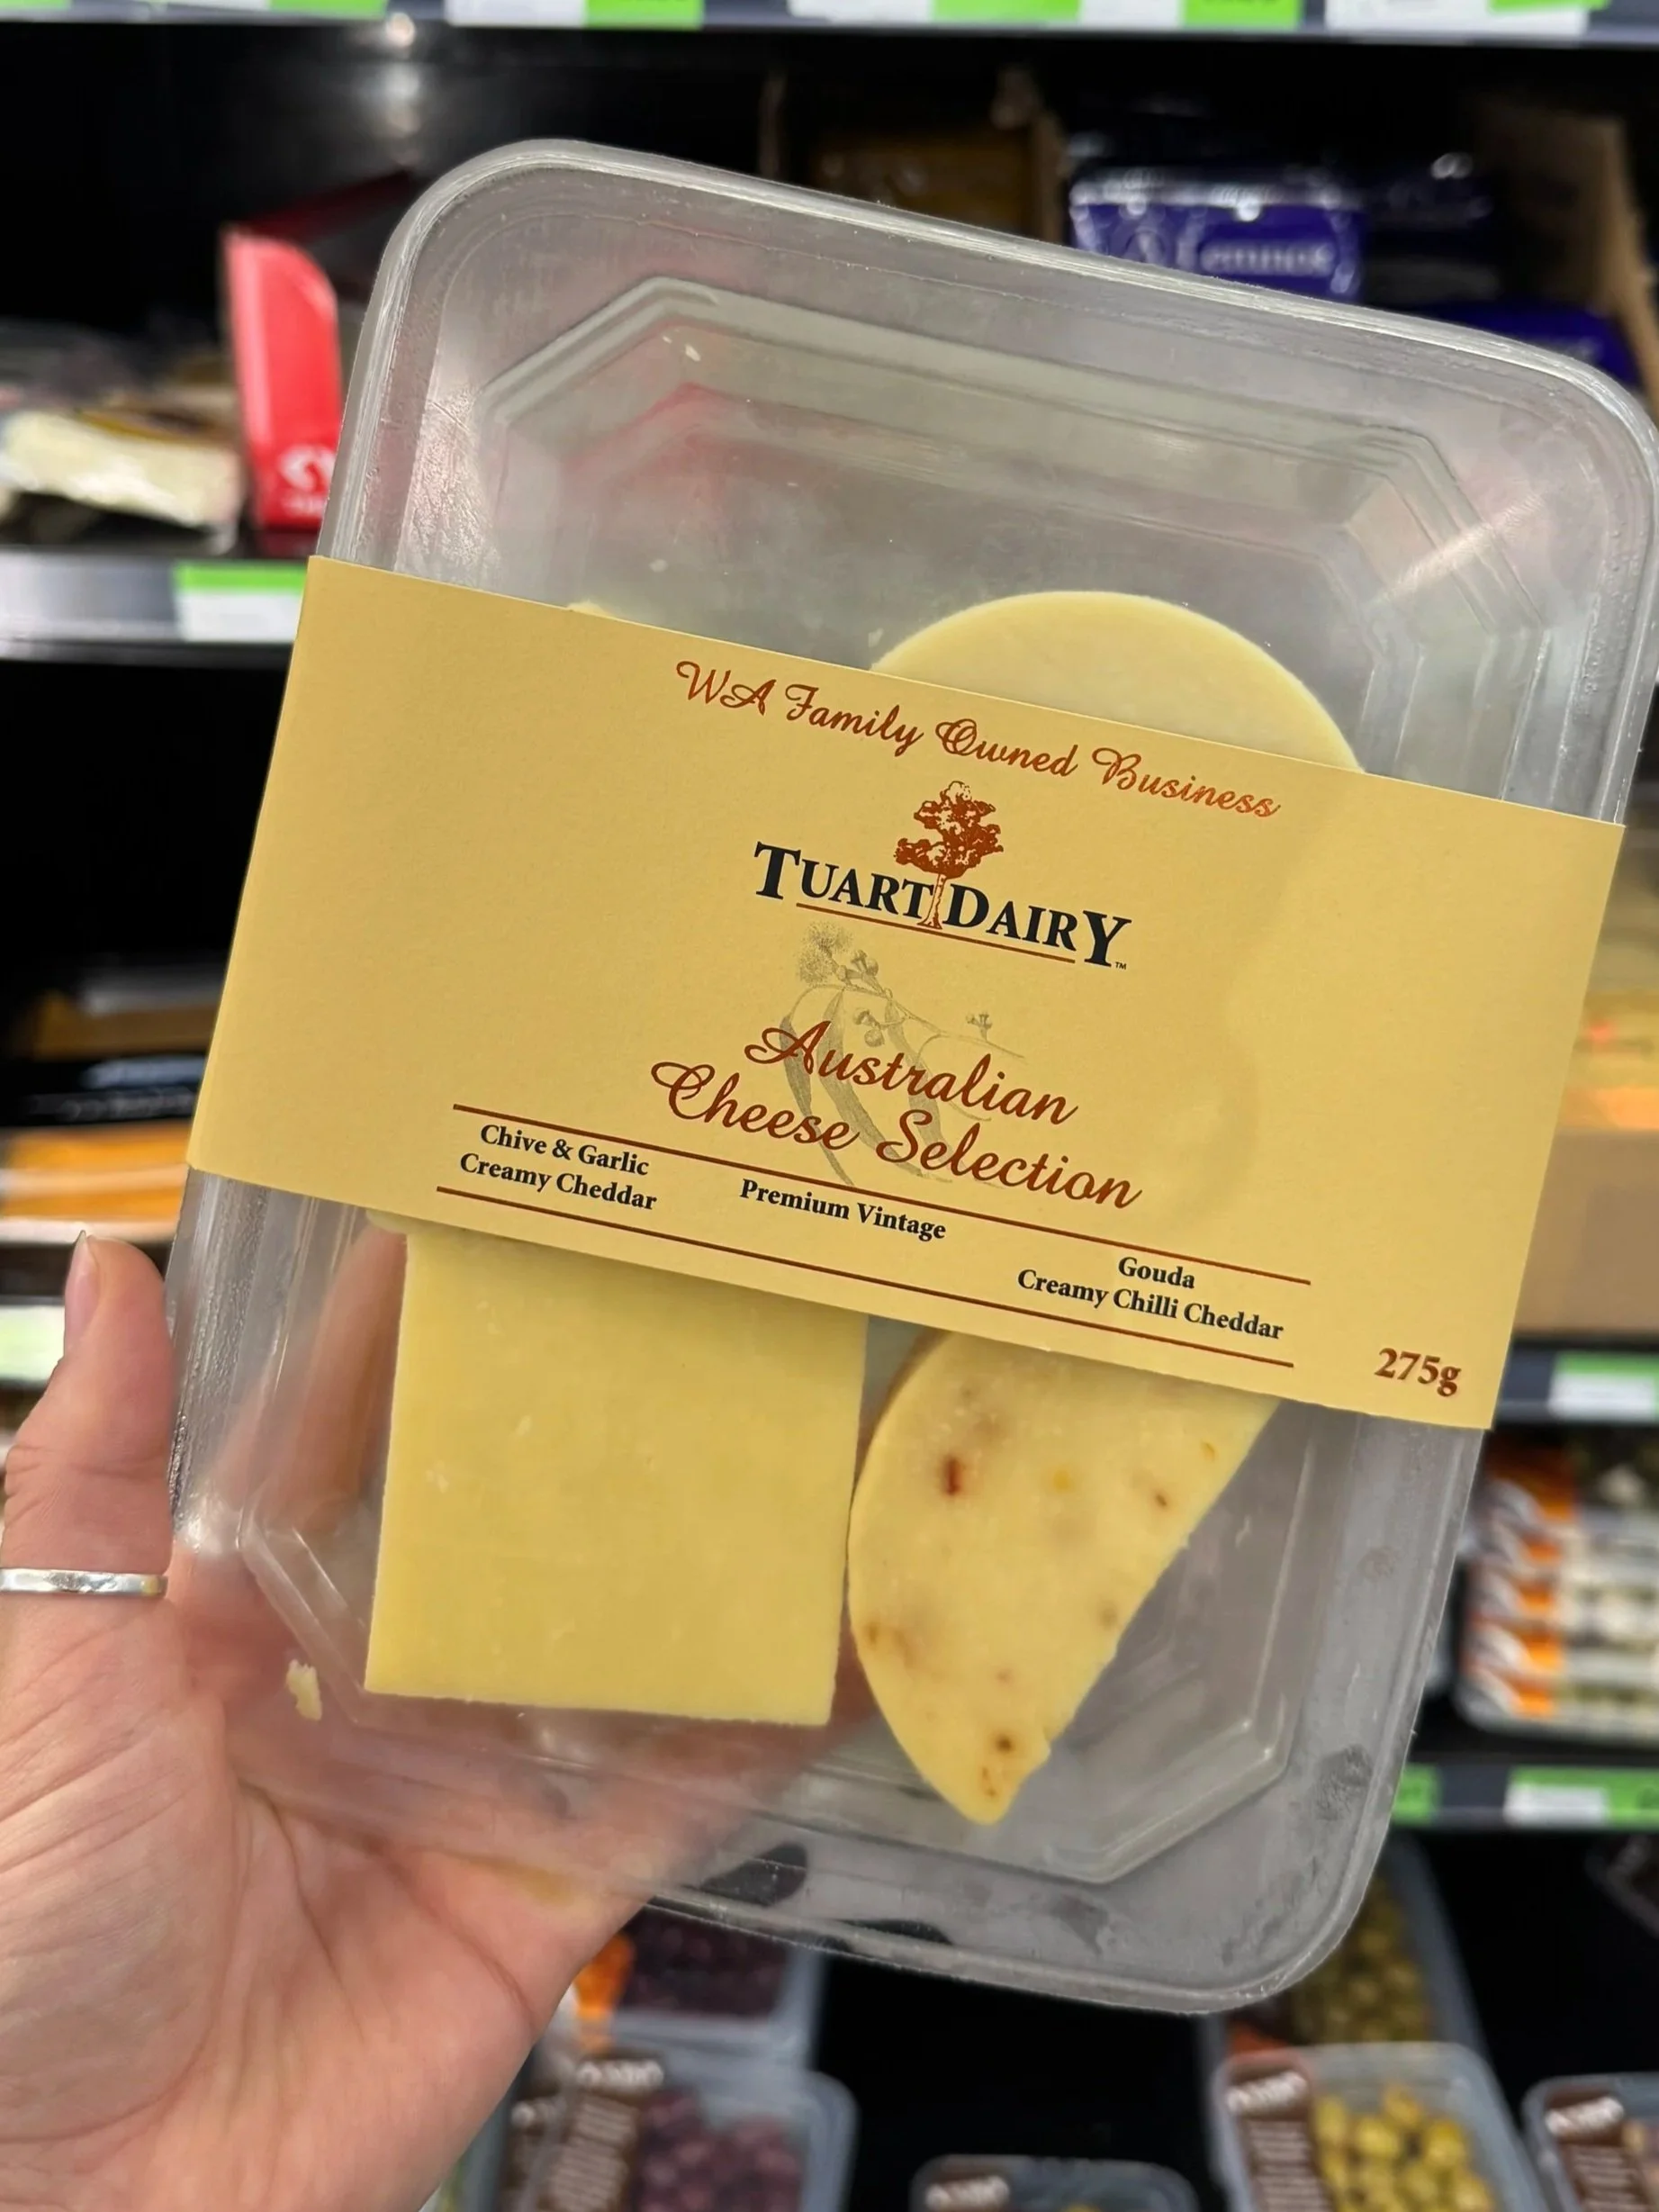 WA Family Owned Business
TUART DAIRY™
Australian
Cheese Selection
Chive & Garlic
Creamy Cheddar
Premium Vintage
Gouda
Creamy Chilli Cheddar
275g